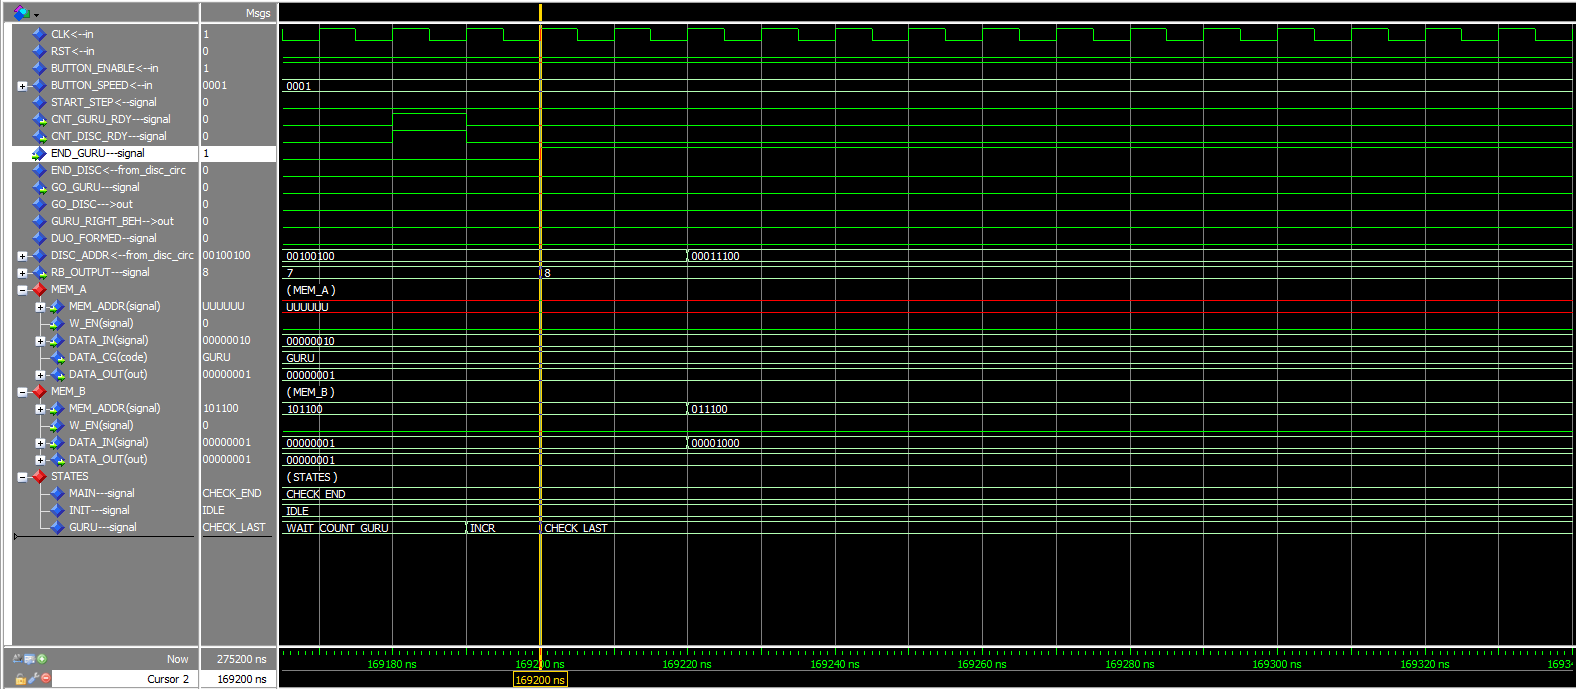 Msgs
CLK<--in 1
RST<--in 0
BUTTON_ENABLE<--in 1
BUTTON_SPEED<--in 0001 0001
START_STEP<--signal 0
CNT_GURU_RDY---signal 0
CNT_DISC_RDY---signal 0
END_GURU---signal 1
END_DISC<--from_disc_circ 0
GO_GURU---signal 0
GO_DISC--->out 0
GURU_RIGHT_BEH-->out 0
DUO_FORMED--signal 0
DISC_ADDR<--from_disc_circ 00100100 00100100 00011100
RB_OUTPUT---signal 8 7 8
MEM_A (MEM_A)
MEM_ADDR(signal) UUUUUU UUUUUU
W_EN(signal) 0
DATA_IN(signal) 00000010 00000010
DATA_CG(code) GURU GURU
DATA_OUT(out) 00000001 00000001
MEM_B (MEM_B)
MEM_ADDR(signal) 101100 101100 011100
W_EN(signal) 0
DATA_IN(signal) 00000001 00000001 00001000
DATA_OUT(out) 00000001 00000001
STATES (STATES)
MAIN---signal CHECK_END CHECK_END
INIT---signal IDLE IDLE
GURU---signal CHECK_LAST WAIT_COUNT_GURU INCR CHECK_LAST
Now 275200 ns 169180 ns 169200 ns 169220 ns 169240 ns 169260 ns 169280 ns 169300 ns 169320 ns 1693
Cursor 2 169200 ns 169200 ns